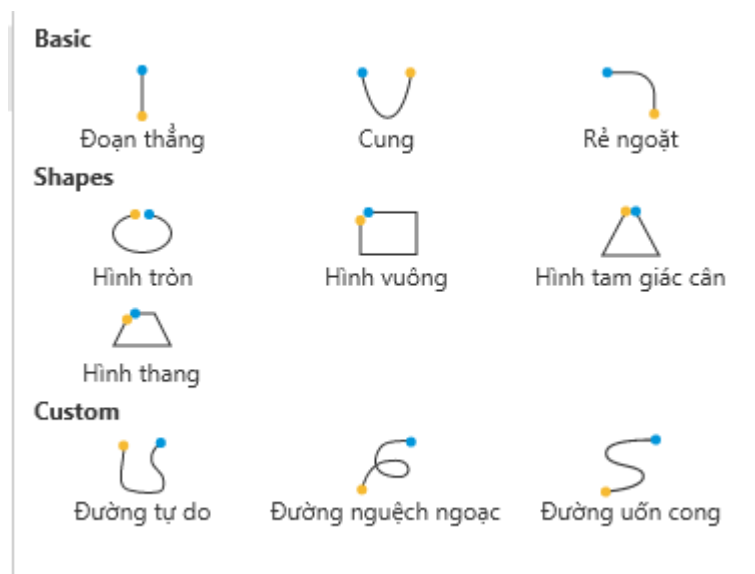 Basic
Đoạn thẳng Cung Rẻ ngoặt
Shapes
Hình tròn Hình vuông Hình tam giác cân
Hình thang
Custom
Đường tự do Đường nguệch ngoạc Đường uốn cong